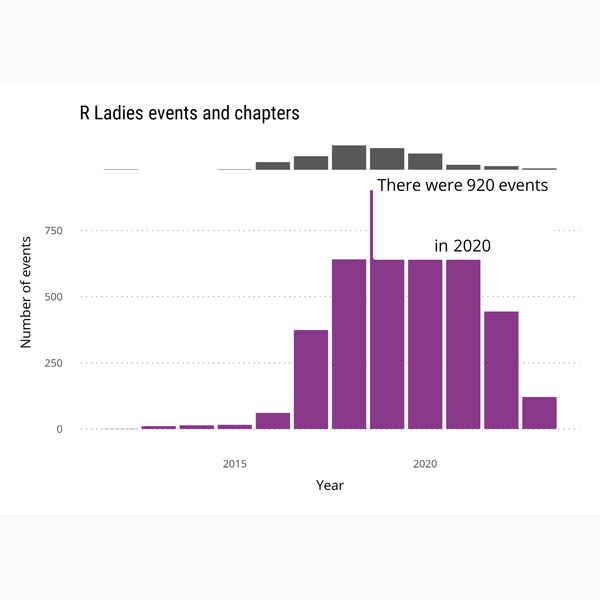 R Ladies events and chapters
There were 920 events
in 2020
750
500
250
0
Number of events
2015
2020
Year